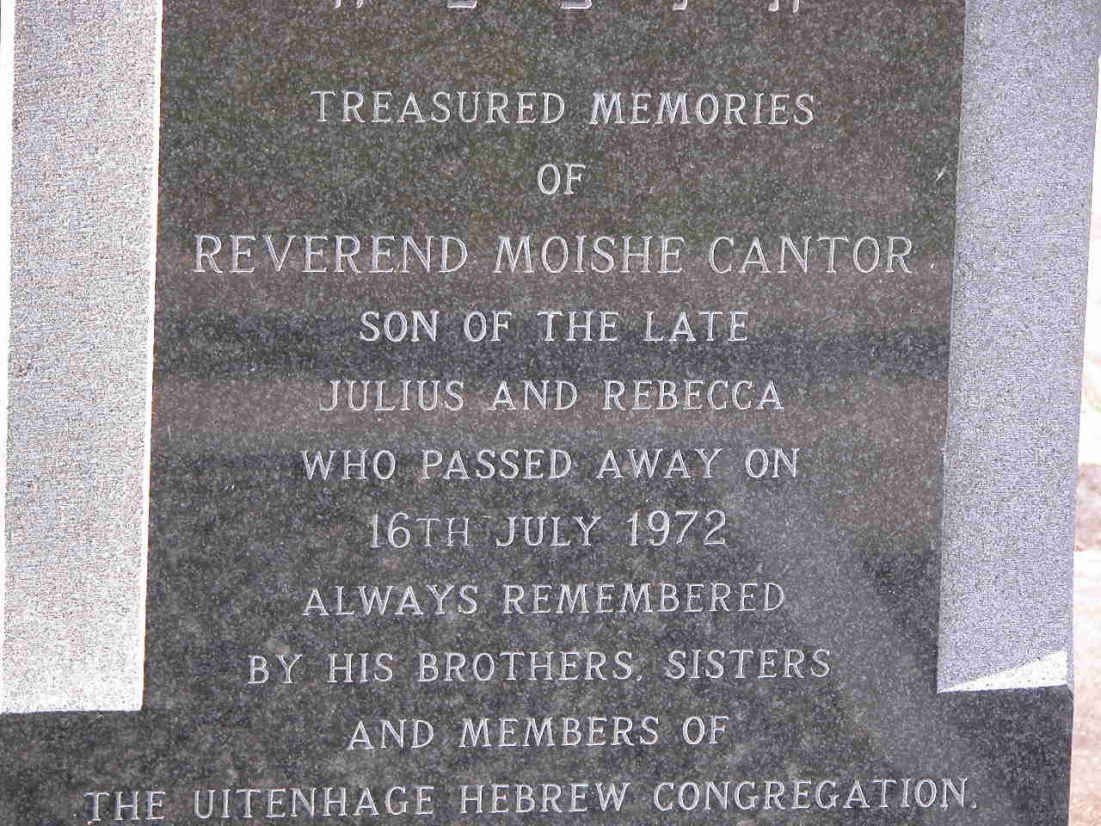 TREASURED MEMORIES
OF
REVEREND MOISHE CANTOR
SON OF THE LATE
JULIUS AND REBECCA
WHO PASSED AWAY ON
16TH JULY 1972
ALWAYS REMEMBERED
BY HIS BROTHERS, SISTERS
AND MEMBERS OF
THE UITENHAGE HEBREW CONGREGATION.